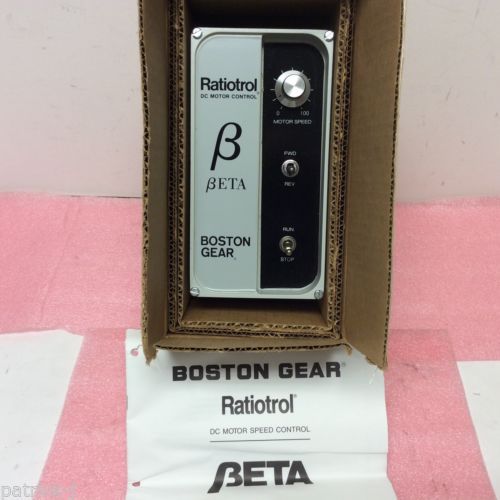 Ratiotrol
DC MOTOR CONTROL
0 100
MOTOR SPEED
β
βETA
FWD
REV
RUN
STOP
BOSTON
GEAR®
BOSTON GEAR®
Ratiotrol®
DC MOTOR SPEED CONTROL
βETA